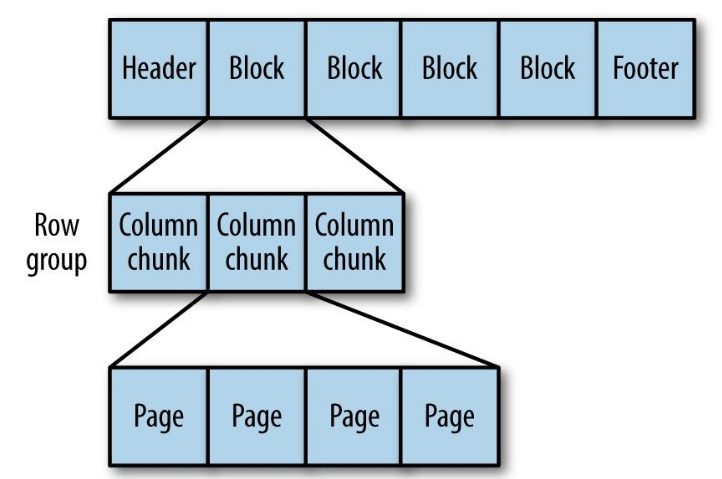 Header Block Block Block Block Footer
Row group
Column chunk Column chunk Column chunk
Page Page Page Page